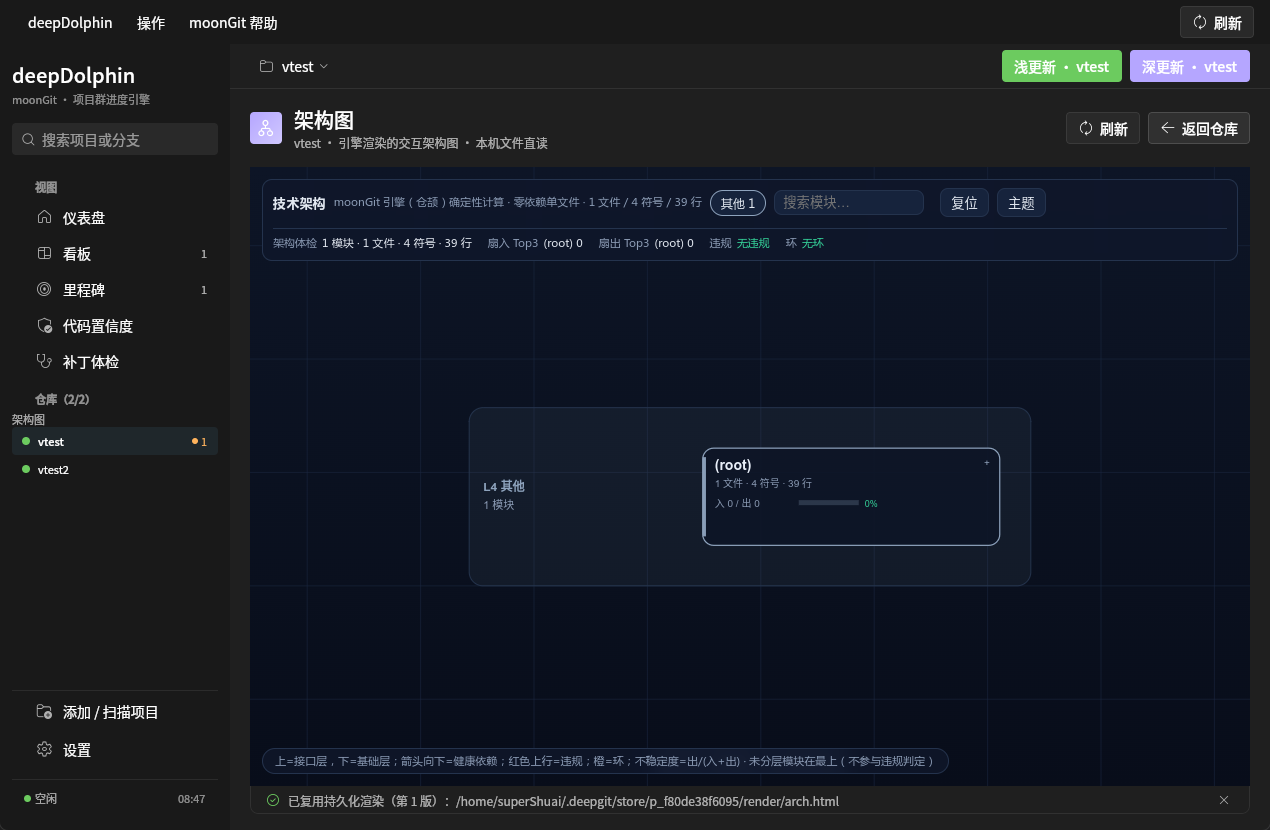 deepDolphin 操作 moonGit 帮助 刷新
deepDolphin
moonGit · 项目群进度引擎
搜索项目或分支
视图
仪表盘
看板 1
里程碑 1
代码置信度
补丁体检
仓库（2/2）
架构图
vtest 1
vtest2
添加 / 扫描项目
设置
空闲 08:47
vtest 浅更新 · vtest 深更新 · vtest
架构图
vtest · 引擎渲染的交互架构图 · 本机文件直读
刷新 返回仓库
技术架构 moonGit 引擎（仓颉）确定性计算 · 零依赖单文件 · 1 文件 / 4 符号 / 39 行 其他 1 搜索模块… 复位 主题
架构体检 1 模块 · 1 文件 · 4 符号 · 39 行 扇入 Top3 (root) 0 扇出 Top3 (root) 0 违规 无违规 环 无环
L4 其他
1 模块
(root) +
1 文件 · 4 符号 · 39 行
入 0 / 出 0 0%
上=接口层，下=基础层；箭头向下=健康依赖；红色上行=违规；橙=环；不稳定度=出/(入+出) · 未分层模块在最上（不参与违规判定）
已复用持久化渲染（第 1 版）：/home/superShuai/.deepgit/store/p_f80de38f6095/render/arch.html